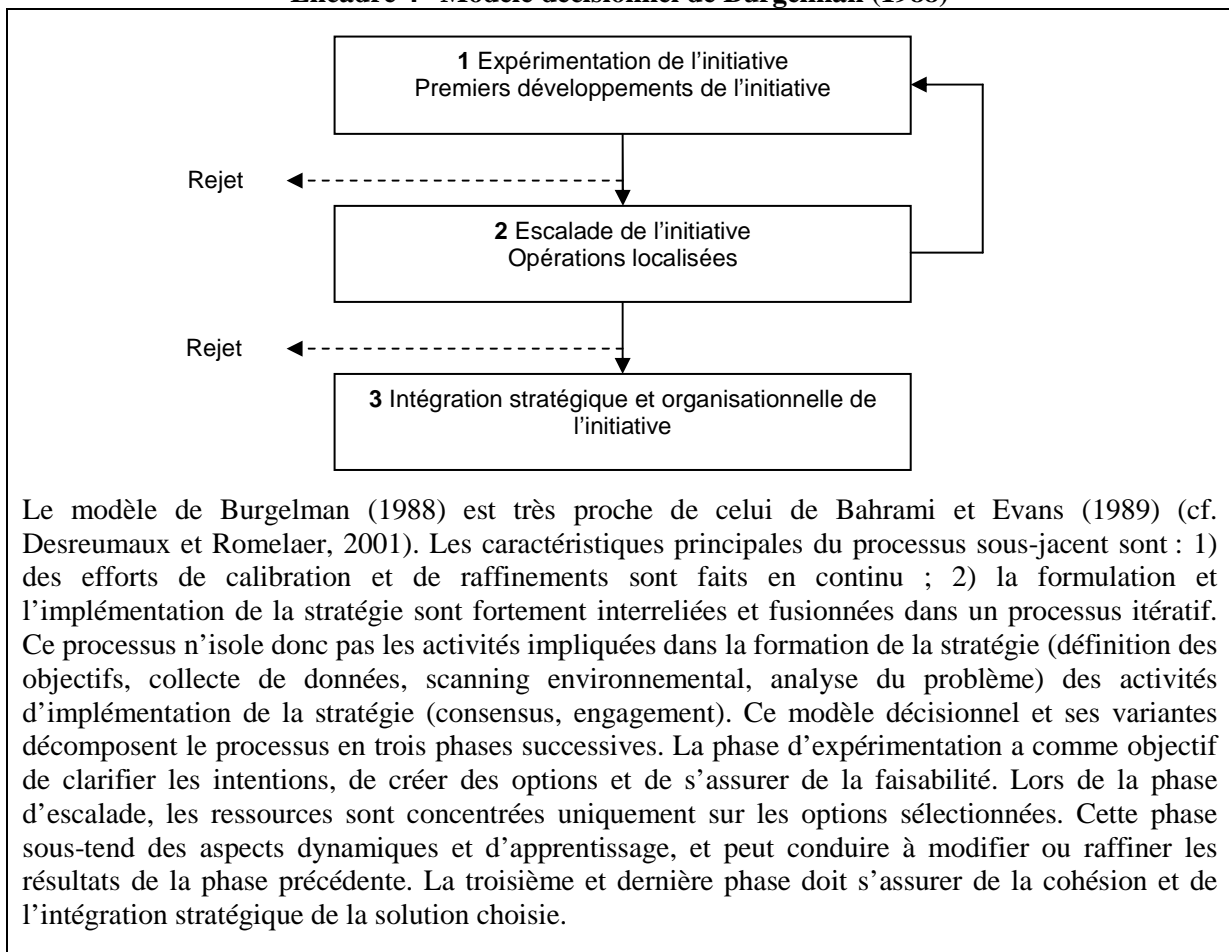 1 Expérimentation de l’initiative
Premiers développements de l’initiative
Rejet
2 Escalade de l’initiative
Opérations localisées
Rejet
3 Intégration stratégique et organisationnelle de
l’initiative
Le modèle de Burgelman (1988) est très proche de celui de Bahrami et Evans (1989) (cf.
Desreumaux et Romelaer, 2001). Les caractéristiques principales du processus sous-jacent sont : 1)
des efforts de calibration et de raffinements sont faits en continu ; 2) la formulation et
l’implémentation de la stratégie sont fortement interreliées et fusionnées dans un processus itératif.
Ce processus n’isole donc pas les activités impliquées dans la formation de la stratégie (définition des
objectifs, collecte de données, scanning environnemental, analyse du problème) des activités
d’implémentation de la stratégie (consensus, engagement). Ce modèle décisionnel et ses variantes
décomposent le processus en trois phases successives. La phase d’expérimentation a comme objectif
de clarifier les intentions, de créer des options et de s’assurer de la faisabilité. Lors de la phase
d’escalade, les ressources sont concentrées uniquement sur les options sélectionnées. Cette phase
sous-tend des aspects dynamiques et d’apprentissage, et peut conduire à modifier ou raffiner les
résultats de la phase précédente. La troisième et dernière phase doit s’assurer de la cohésion et de
l’intégration stratégique de la solution choisie.